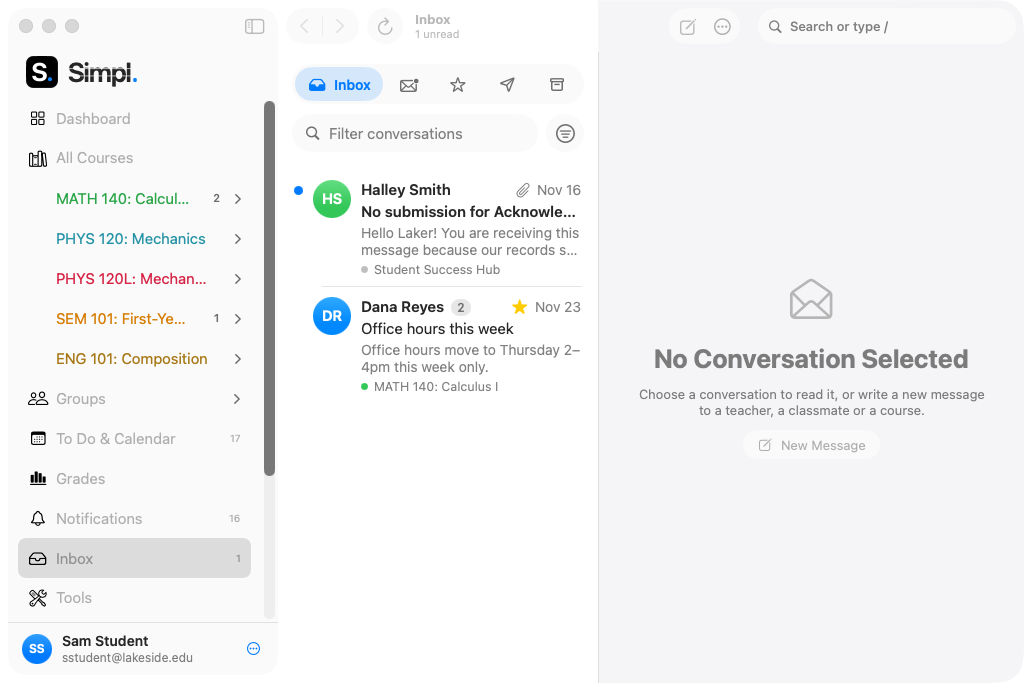 Simpl.
Dashboard
All Courses
MATH 140: Calcul... 2
PHYS 120: Mechanics
PHYS 120L: Mechan...
SEM 101: First-Ye... 1
ENG 101: Composition
Groups
To Do & Calendar 17
Grades
Notifications 16
Inbox 1
Tools
SS
Sam Student
sstudent@lakeside.edu
Inbox
1 unread
Inbox
Filter conversations
HS
Halley Smith Nov 16
No submission for Acknowle...
Hello Laker! You are receiving this
message because our records s...
Student Success Hub
DR
Dana Reyes 2 Nov 23
Office hours this week
Office hours move to Thursday 2–
4pm this week only.
MATH 140: Calculus I
Search or type /
No Conversation Selected
Choose a conversation to read it, or write a new message
to a teacher, a classmate or a course.
New Message